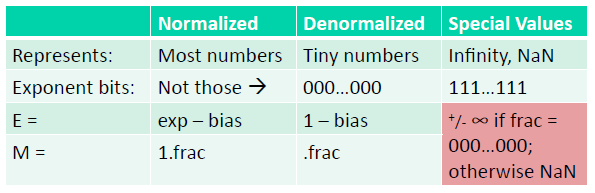 Normalized Denormalized Special Values
Represents: Most numbers Tiny numbers Infinity, NaN
Exponent bits: Not those → 000…000 111…111
E = exp – bias 1 – bias +/- ∞ if frac =
M = 1.frac .frac 000…000;
otherwise NaN